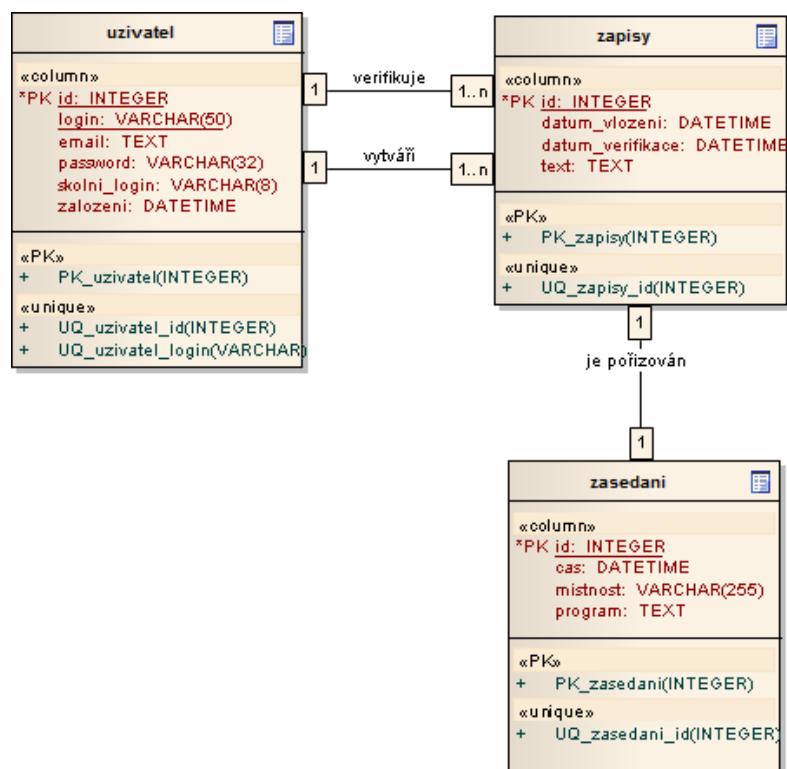 uzivatel
«column»
*PK id: INTEGER
login: VARCHAR(50)
email: TEXT
password: VARCHAR(32)
skolni_login: VARCHAR(8)
zalozeni: DATETIME
«PK»
+ PK_uzivatel(INTEGER)
«unique»
+ UQ_uzivatel_id(INTEGER)
+ UQ_uzivatel_login(VARCHAR)
1
verifikuje
1..n
1
vytváří
1..n
zapisy
«column»
*PK id: INTEGER
datum_vlozeni: DATETIME
datum_verifikace: DATETIME
text: TEXT
«PK»
+ PK_zapisy(INTEGER)
«unique»
+ UQ_zapisy_id(INTEGER)
1
je pořizován
1
zasedani
«column»
*PK id: INTEGER
cas: DATETIME
mistnost: VARCHAR(255)
program: TEXT
«PK»
+ PK_zasedani(INTEGER)
«unique»
+ UQ_zasedani_id(INTEGER)